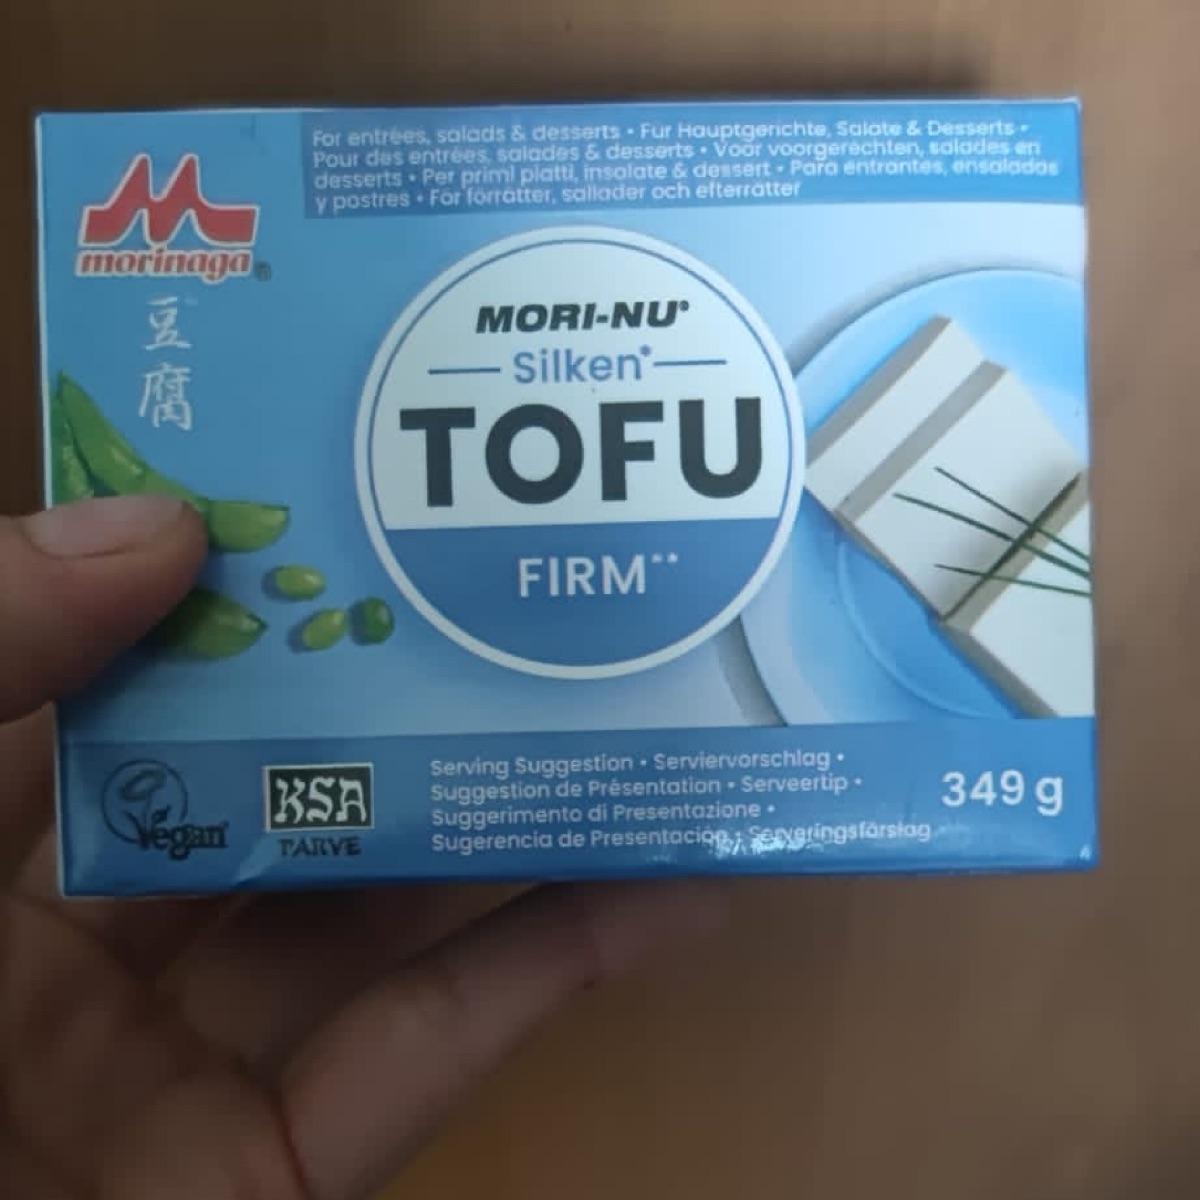 For entrées, salads & desserts • Für Hauptgerichte, Salate & Desserts •
Pour des entrées, salades & desserts • Voor voorgerechten, salades en
desserts • Per primi piatti, insalate & dessert • Para entrantes, ensaladas
y postres • För förrätter, sallader och efterrätter
morinaga®
豆腐
MORI-NU®
Silken*
TOFU
FIRM**
Vegan
KSA
PARVE
Serving Suggestion • Serviervorschlag •
Suggestion de Présentation • Serveertip •
Suggerimento di Presentazione •
Sugerencia de Presentación • Serveringsförslag
349 g